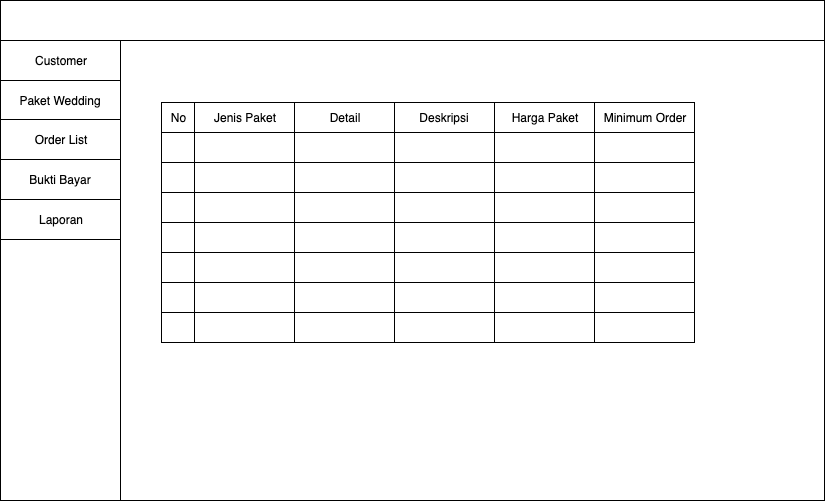 Customer
Paket Wedding
Order List
Bukti Bayar
Laporan
No Jenis Paket Detail Deskripsi Harga Paket Minimum Order